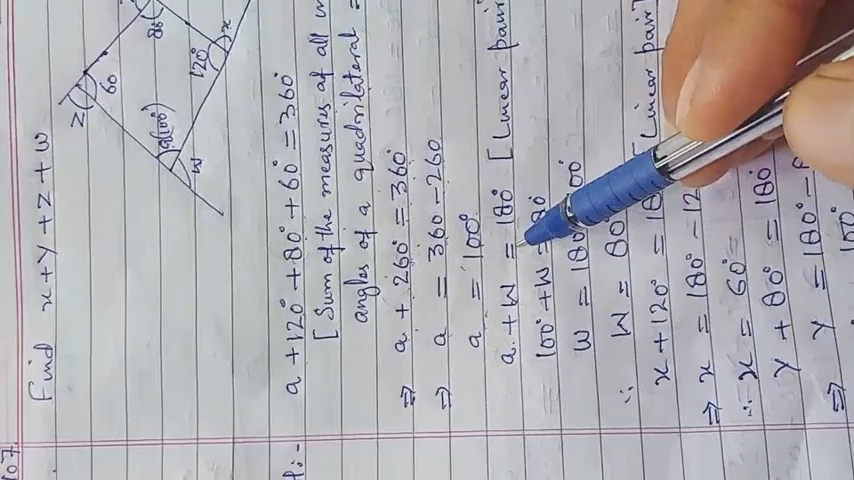 107.
Find x+y+z+w
z
60
80°
120°
x
a(100°)
w
a + 120° + 80° + 60° = 360°
[Sum of the measures of all
angles of a quadrilateral =
⇒ a + 260° = 360°
⇒ a = 360 - 260
a = 100°
a + W = 180° [Linear pair
100° + W =
W = 180
∴ W = 80
x + 120° = 18 [Linear pair]
⇒ x = 180° - 12
∴ x = 60°
y + 80° = 180
⇒ y = 180° -
100°